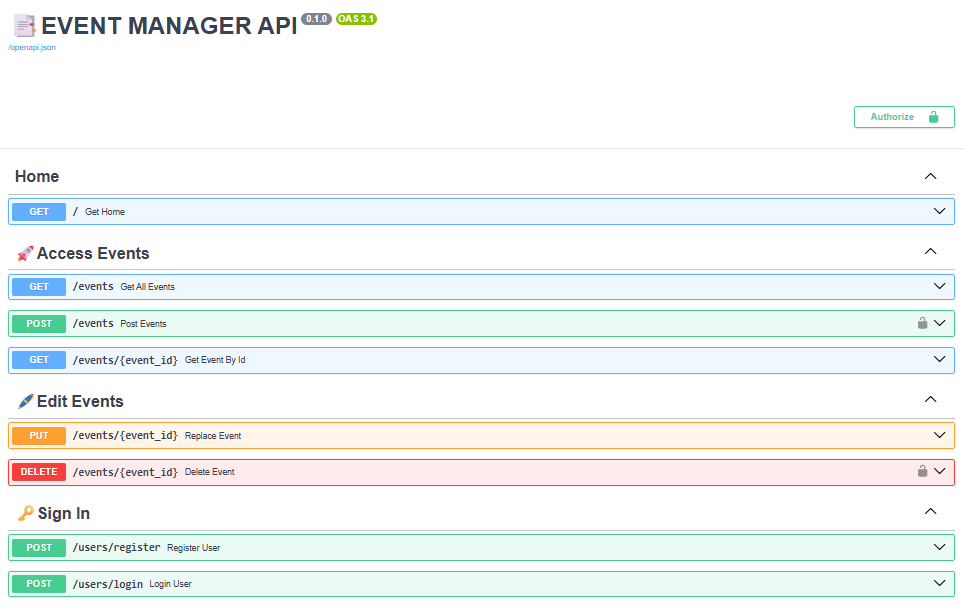 EVENT MANAGER API 0.1.0 OAS 3.1
/openapi.json
Authorize
Home
GET / Get Home
Access Events
GET /events Get All Events
POST /events Post Events
GET /events/{event_id} Get Event By Id
Edit Events
PUT /events/{event_id} Replace Event
DELETE /events/{event_id} Delete Event
Sign In
POST /users/register Register User
POST /users/login Login User